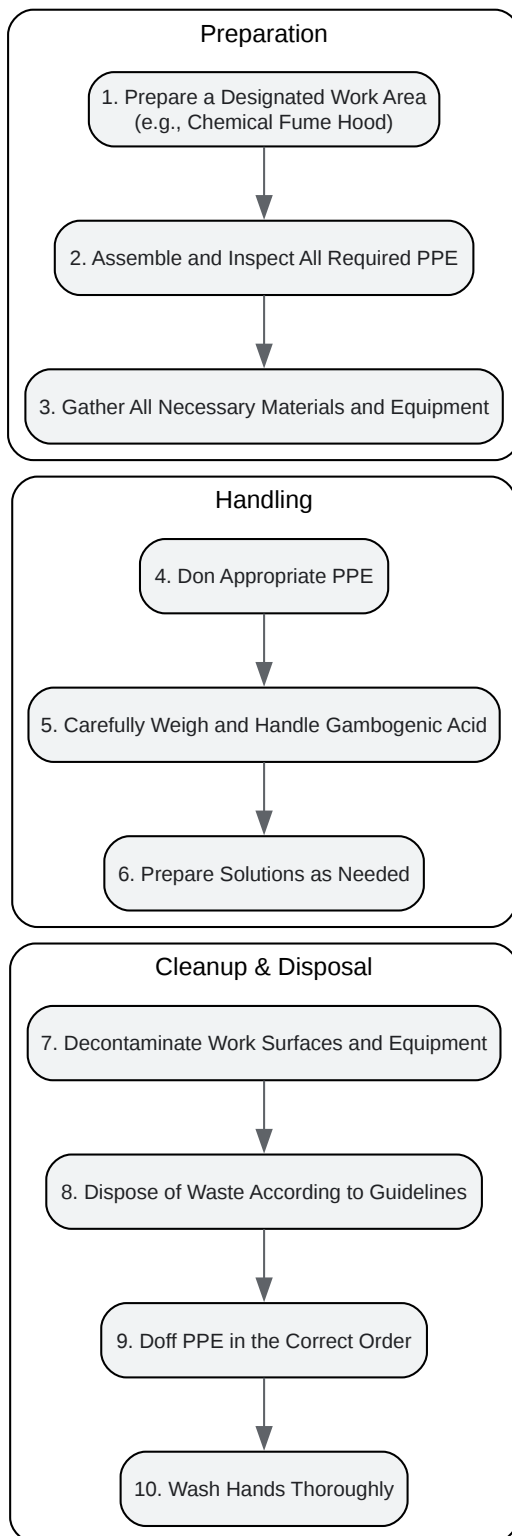 Preparation
1. Prepare a Designated Work Area
(e.g., Chemical Fume Hood)
2. Assemble and Inspect All Required PPE
3. Gather All Necessary Materials and Equipment
Handling
4. Don Appropriate PPE
5. Carefully Weigh and Handle Gambogenic Acid
6. Prepare Solutions as Needed
Cleanup & Disposal
7. Decontaminate Work Surfaces and Equipment
8. Dispose of Waste According to Guidelines
9. Doff PPE in the Correct Order
10. Wash Hands Thoroughly